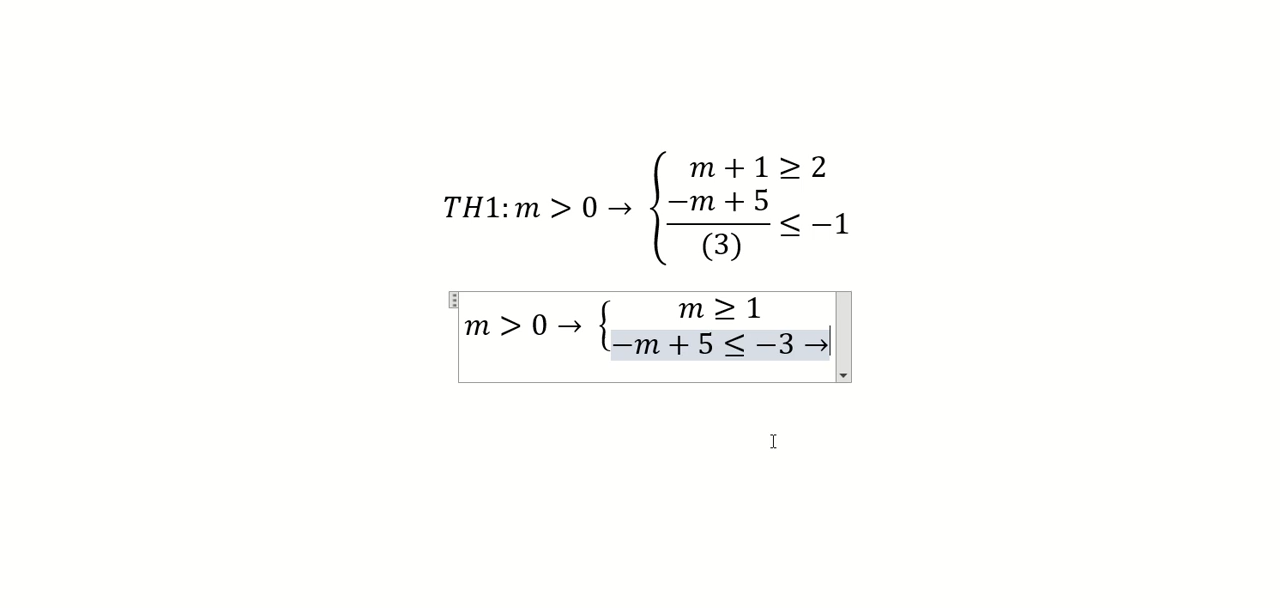 TH1: m > 0 → { m + 1 ≥ 2
−m + 5 / (3) ≤ −1
m > 0 → { m ≥ 1
−m + 5 ≤ −3 →